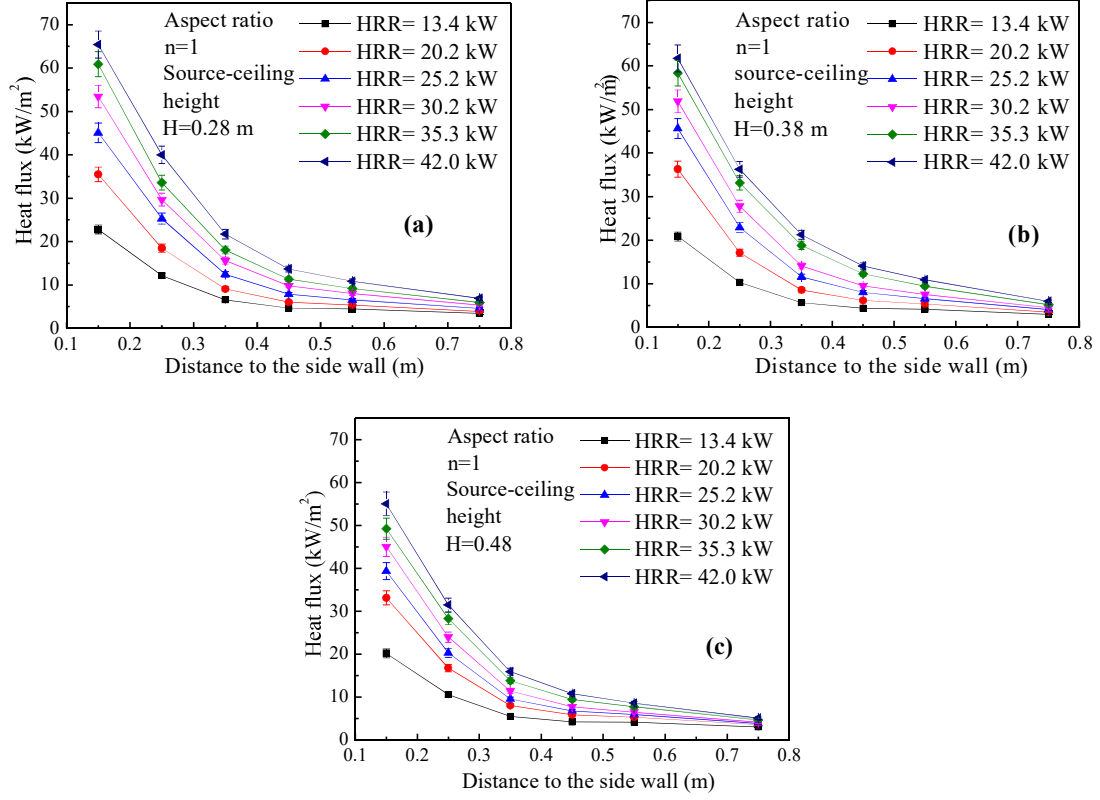 70
60
50
40
30
20
10
0
Heat flux (kW/m²)
Aspect ratio
n=1
Source-ceiling
height
H=0.28 m
HRR= 13.4 kW
HRR= 20.2 kW
HRR= 25.2 kW
HRR= 30.2 kW
HRR= 35.3 kW
HRR= 42.0 kW
(a)
0.1 0.2 0.3 0.4 0.5 0.6 0.7 0.8
Distance to the side wall (m)
70
60
50
40
30
20
10
0
Heat flux (kW/m²)
Aspect ratio
n=1
source-ceiling
height
H=0.38 m
HRR= 13.4 kW
HRR= 20.2 kW
HRR= 25.2 kW
HRR= 30.2 kW
HRR= 35.3 kW
HRR= 42.0 kW
(b)
0.1 0.2 0.3 0.4 0.5 0.6 0.7 0.8
Distance to the side wall (m)
70
60
50
40
30
20
10
0
Heat flux (kW/m²)
Aspect ratio
n=1
Source-ceiling
height
H=0.48
HRR= 13.4 kW
HRR= 20.2 kW
HRR= 25.2 kW
HRR= 30.2 kW
HRR= 35.3 kW
HRR= 42.0 kW
(c)
0.1 0.2 0.3 0.4 0.5 0.6 0.7 0.8
Distance to the side wall (m)